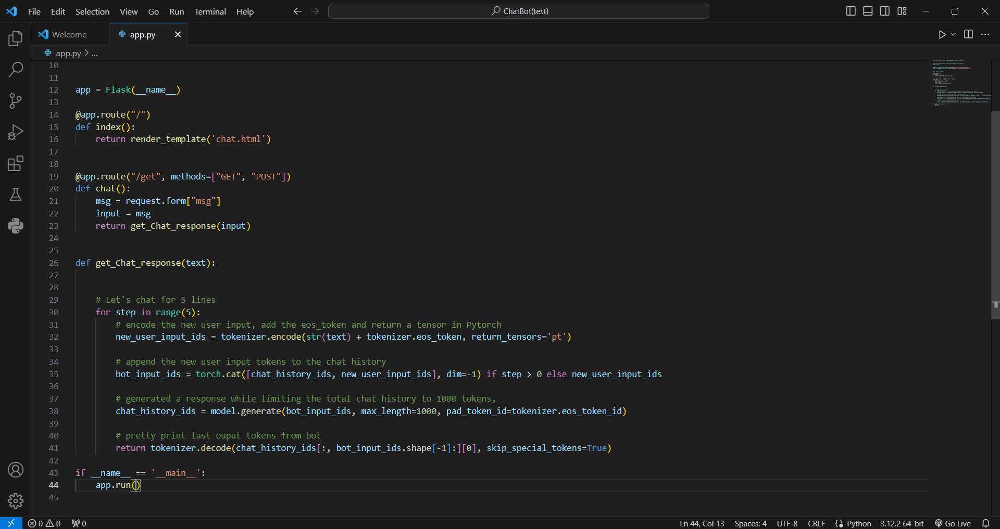 File Edit Selection View Go Run Terminal Help ChatBot(test)
Welcome app.py
app.py > ...
10
11
12 app = Flask(__name__)
13
14 @app.route("/")
15 def index():
16 return render_template('chat.html')
17
18
19 @app.route("/get", methods=["GET", "POST"])
20 def chat():
21 msg = request.form["msg"]
22 input = msg
23 return get_Chat_response(input)
24
25
26 def get_Chat_response(text):
27
28
29 # Let's chat for 5 lines
30 for step in range(5):
31 # encode the new user input, add the eos_token and return a tensor in Pytorch
32 new_user_input_ids = tokenizer.encode(str(text) + tokenizer.eos_token, return_tensors='pt')
33
34 # append the new user input tokens to the chat history
35 bot_input_ids = torch.cat([chat_history_ids, new_user_input_ids], dim=-1) if step > 0 else new_user_input_ids
36
37 # generated a response while limiting the total chat history to 1000 tokens,
38 chat_history_ids = model.generate(bot_input_ids, max_length=1000, pad_token_id=tokenizer.eos_token_id)
39
40 # pretty print last ouput tokens from bot
41 return tokenizer.decode(chat_history_ids[:, bot_input_ids.shape[-1]:][0], skip_special_tokens=True)
42
43 if __name__ == '__main__':
44 app.run()
45
0 0 0 Ln 44, Col 13 Spaces: 4 UTF-8 CRLF Python 3.12.2 64-bit Go Live